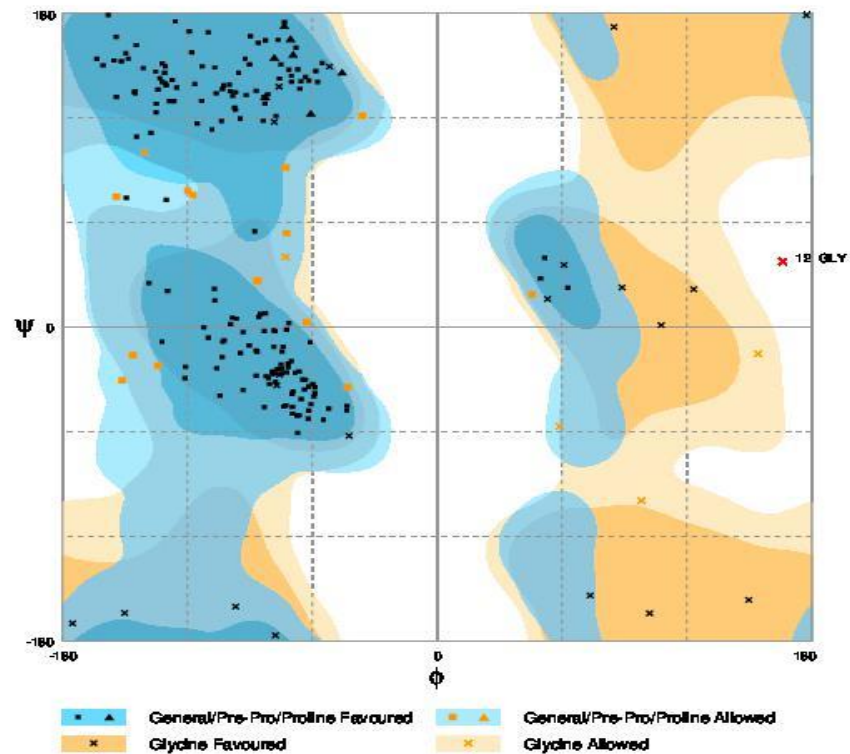 180
12 GLY
Ψ 0
-180
-180 0 180
ϕ
General/Pre-Pro/Proline Favoured General/Pre-Pro/Proline Allowed
Glycine Favoured Glycine Allowed